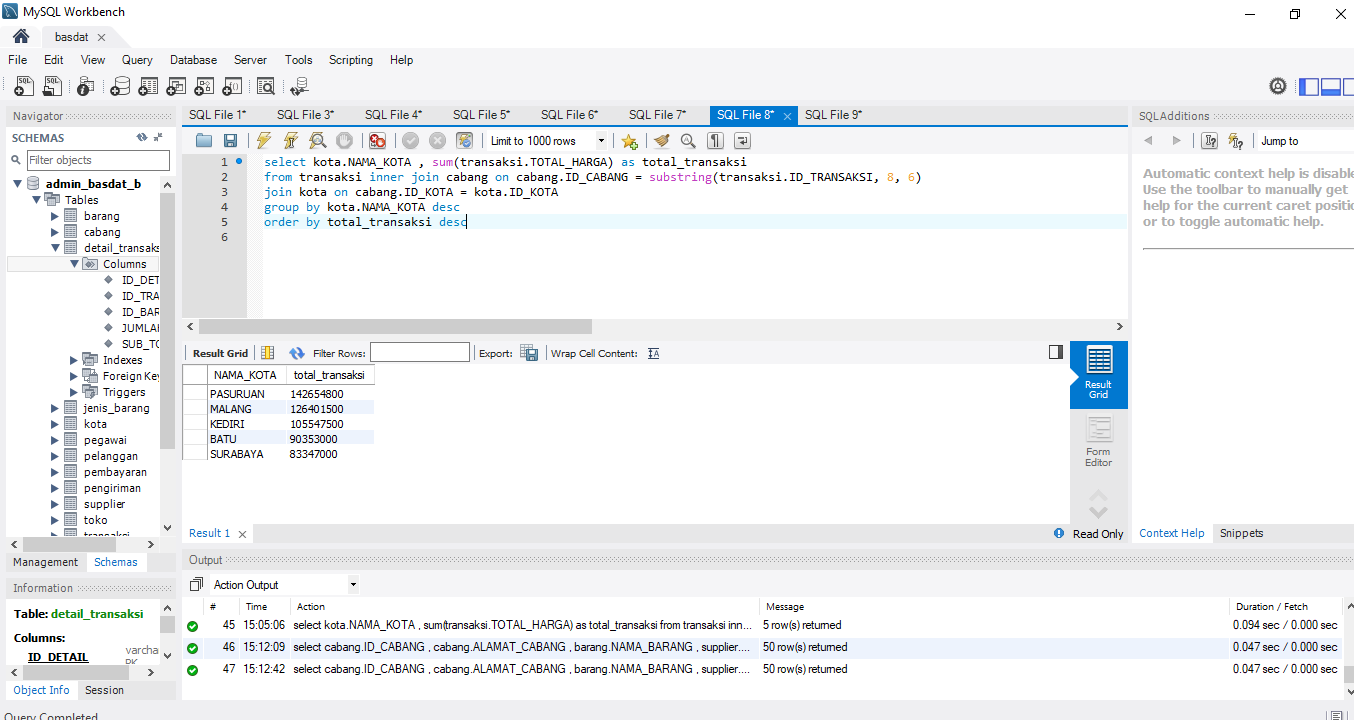 MySQL Workbench
basdat
File Edit View Query Database Server Tools Scripting Help
Navigator
SCHEMAS
Filter objects
admin_basdat_b
Tables
barang
cabang
detail_transaks
Columns
ID_DET
ID_TRA
ID_BAR
JUMLAH
SUB_TO
Indexes
Foreign Key
Triggers
jenis_barang
kota
pegawai
pelanggan
pembayaran
pengiriman
supplier
toko
transaksi
Management Schemas
Information
Table: detail_transaksi
Columns:
ID_DETAIL varcha
PK
Object Info Session
Query Completed
SQL File 1* SQL File 3* SQL File 4* SQL File 5* SQL File 6* SQL File 7* SQL File 8* SQL File 9*
Limit to 1000 rows
1 select kota.NAMA_KOTA , sum(transaksi.TOTAL_HARGA) as total_transaksi
2 from transaksi inner join cabang on cabang.ID_CABANG = substring(transaksi.ID_TRANSAKSI, 8, 6)
3 join kota on cabang.ID_KOTA = kota.ID_KOTA
4 group by kota.NAMA_KOTA desc
5 order by total_transaksi desc
6
Result Grid Filter Rows: Export: Wrap Cell Content:
NAMA_KOTA total_transaksi
PASURUAN 142654800
MALANG 126401500
KEDIRI 105547500
BATU 90353000
SURABAYA 83347000
Result
Grid
Form
Editor
Result 1 Read Only
Output
Action Output
# Time Action Message Duration / Fetch
45 15:05:06 select kota.NAMA_KOTA , sum(transaksi.TOTAL_HARGA) as total_transaksi from transaksi inn... 5 row(s) returned 0.094 sec / 0.000 sec
46 15:12:09 select cabang.ID_CABANG , cabang.ALAMAT_CABANG , barang.NAMA_BARANG , supplier.... 50 row(s) returned 0.047 sec / 0.000 sec
47 15:12:42 select cabang.ID_CABANG , cabang.ALAMAT_CABANG , barang.NAMA_BARANG , supplier.... 50 row(s) returned 0.047 sec / 0.000 sec
SQLAdditions
Jump to
Automatic context help is disable
Use the toolbar to manually get
help for the current caret positio
or to toggle automatic help.
Context Help Snippets